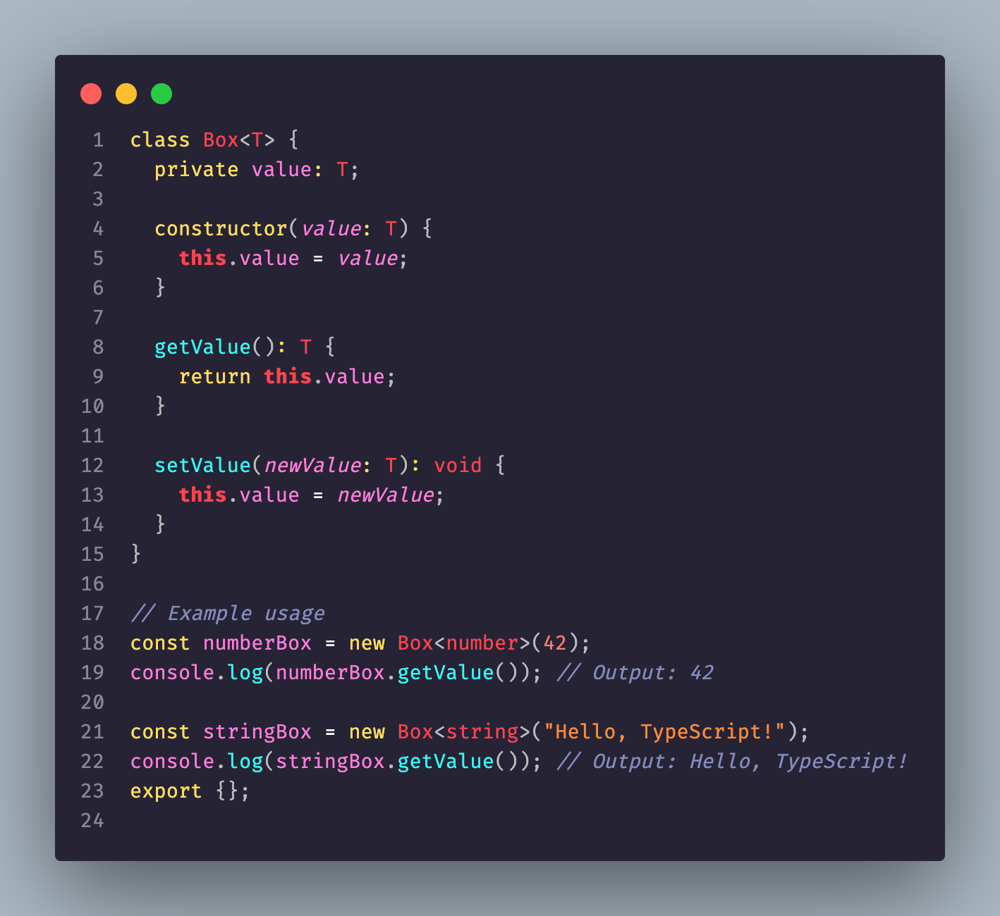 1 class Box<T> {
2   private value: T;
3
4   constructor(value: T) {
5     this.value = value;
6   }
7
8   getValue(): T {
9     return this.value;
10   }
11
12   setValue(newValue: T): void {
13     this.value = newValue;
14   }
15 }
16
17 // Example usage
18 const numberBox = new Box<number>(42);
19 console.log(numberBox.getValue()); // Output: 42
20
21 const stringBox = new Box<string>("Hello, TypeScript!");
22 console.log(stringBox.getValue()); // Output: Hello, TypeScript!
23 export {};
24